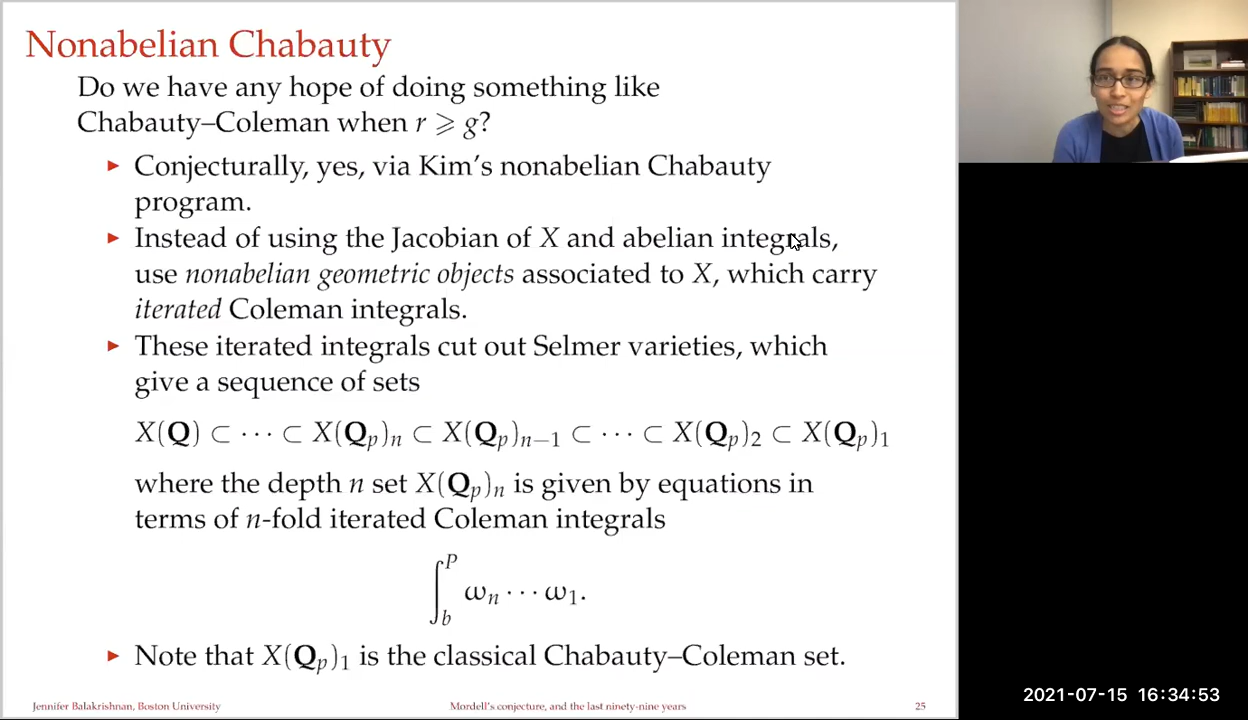 Nonabelian Chabauty
Do we have any hope of doing something like
Chabauty–Coleman when r ⩾ g?
▸ Conjecturally, yes, via Kim's nonabelian Chabauty
program.
▸ Instead of using the Jacobian of X and abelian integrals,
use nonabelian geometric objects associated to X, which carry
iterated Coleman integrals.
▸ These iterated integrals cut out Selmer varieties, which
give a sequence of sets
X(Q) ⊂ ⋯ ⊂ X(Qₚ)ₙ ⊂ X(Qₚ)ₙ₋₁ ⊂ ⋯ ⊂ X(Qₚ)₂ ⊂ X(Qₚ)₁
where the depth n set X(Qₚ)ₙ is given by equations in
terms of n-fold iterated Coleman integrals
∫_b^P ωₙ ⋯ ω₁.
▸ Note that X(Qₚ)₁ is the classical Chabauty–Coleman set.
Jennifer Balakrishnan, Boston University
Mordell's conjecture, and the last ninety-nine years
25
2021-07-15 16:34:53